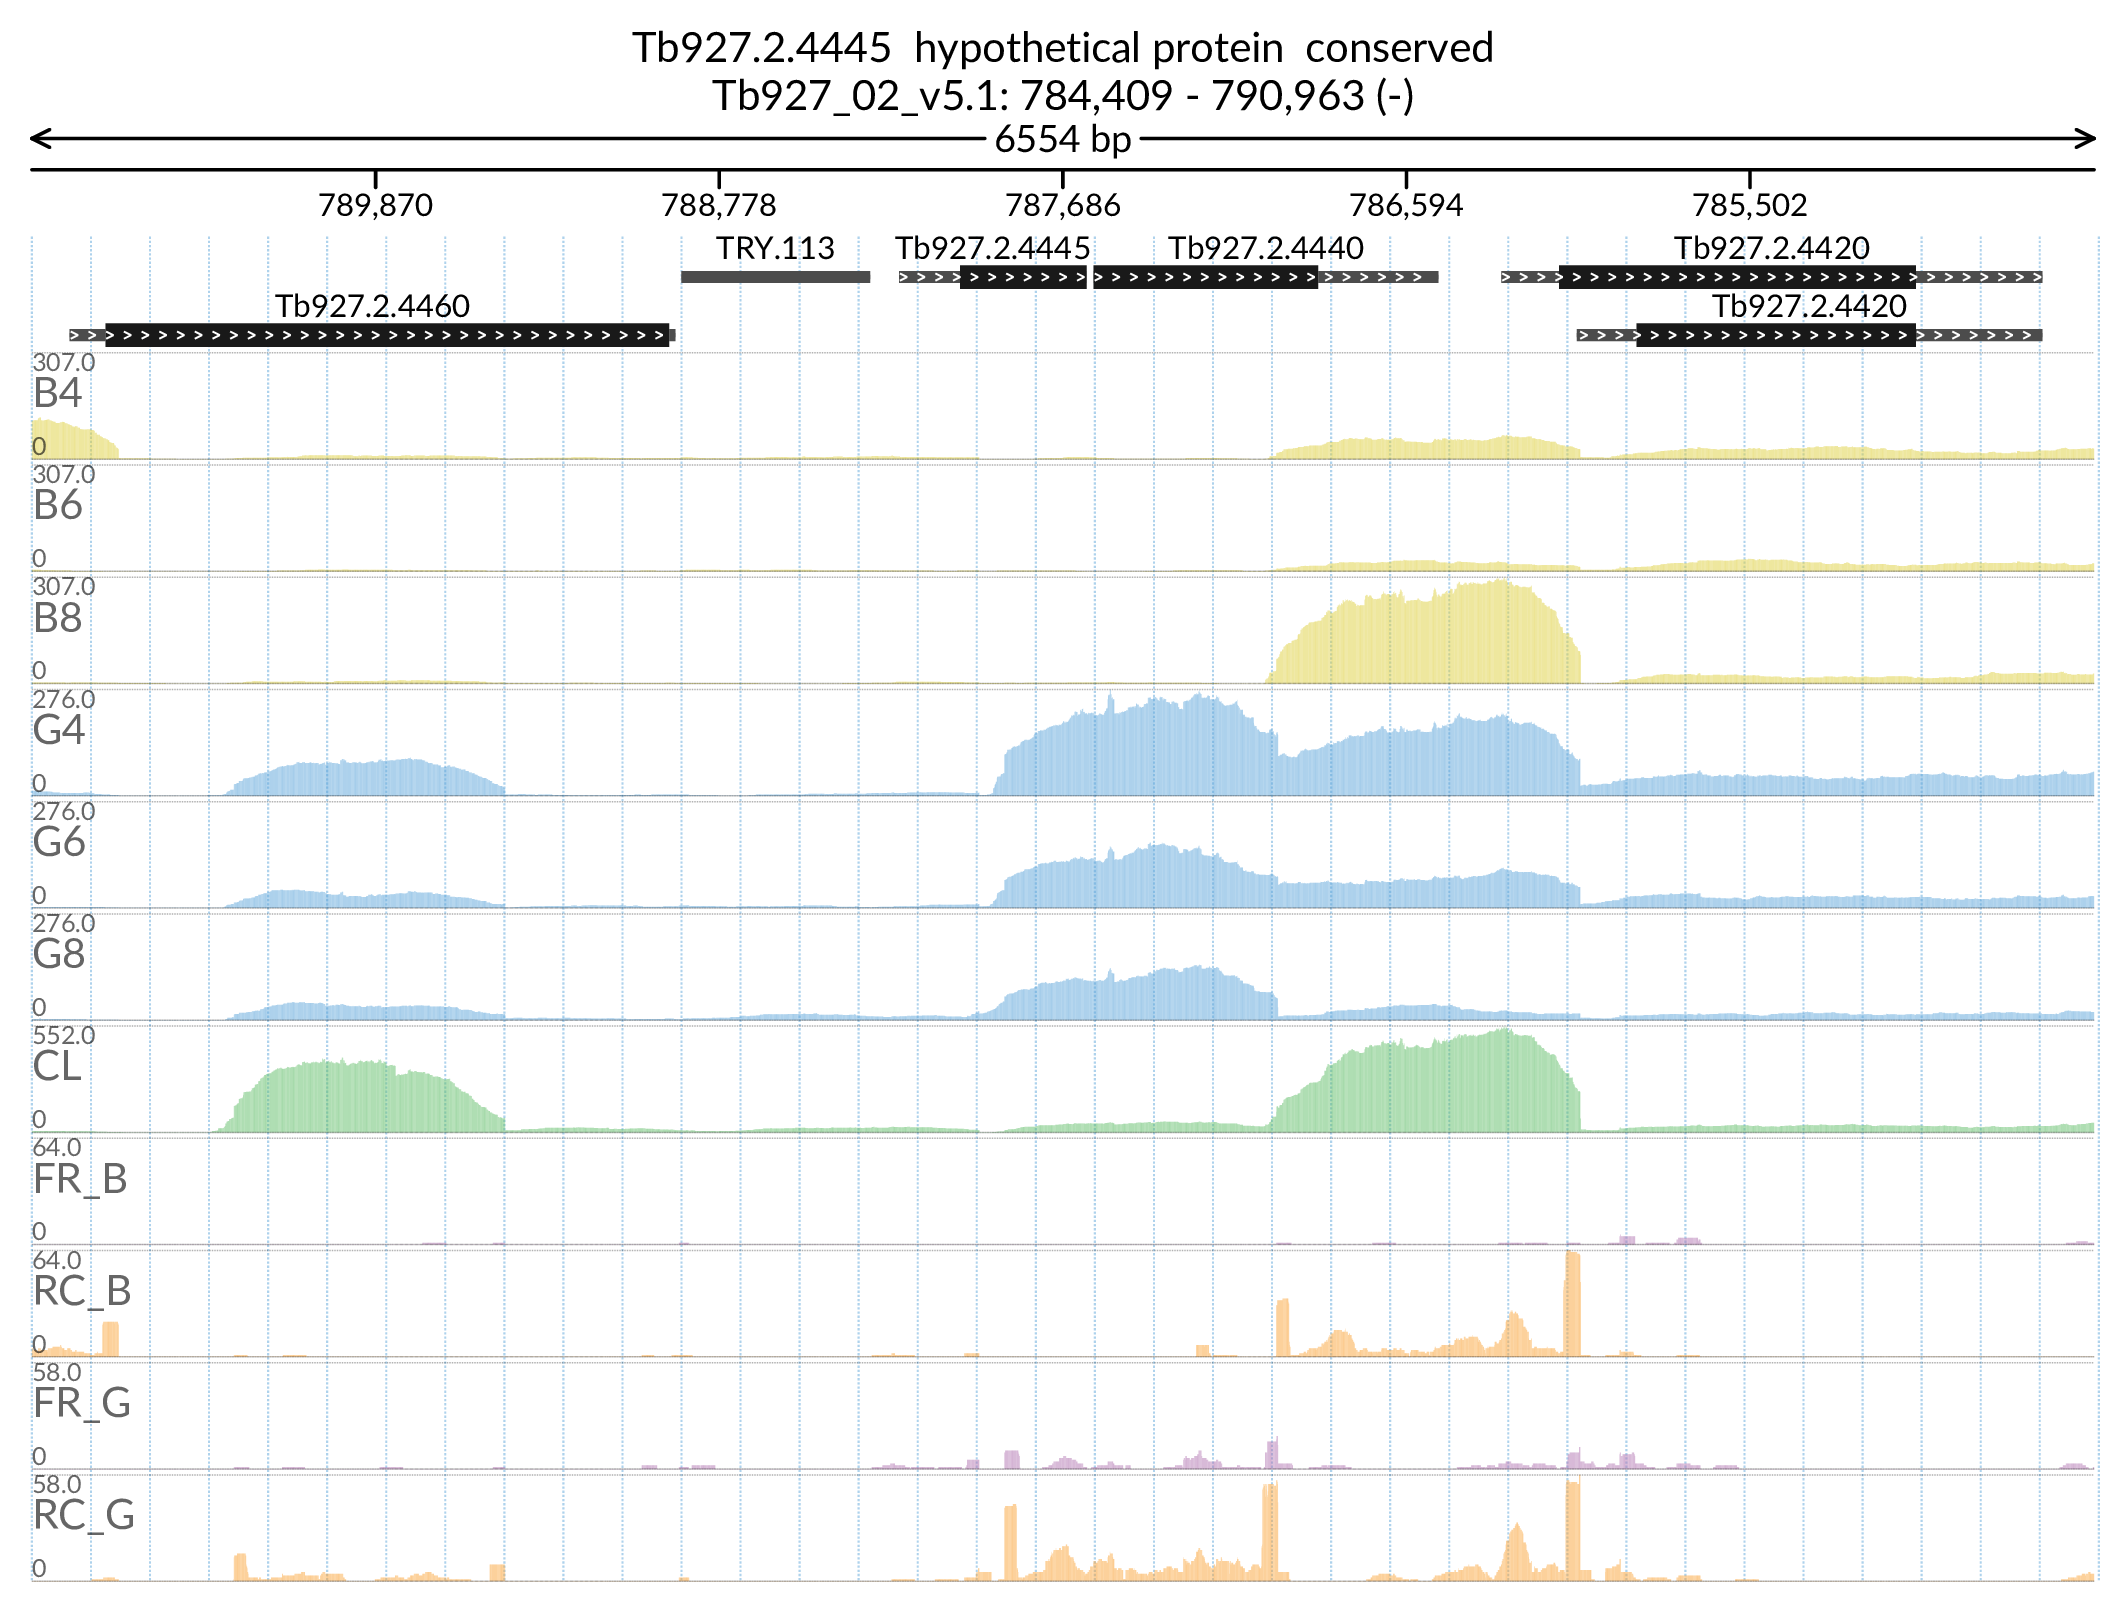 Tb927.2.4445 hypothetical protein conserved
Tb927_02_v5.1: 784,409 - 790,963 (-)
6554 bp
789,870 788,778 787,686 786,594 785,502
TRY.113 Tb927.2.4445 Tb927.2.4440 Tb927.2.4420
Tb927.2.4460 Tb927.2.4420
307.0
B4
0
307.0
B6
0
307.0
B8
0
276.0
G4
0
276.0
G6
0
276.0
G8
0
552.0
CL
0
64.0
FR_B
0
64.0
RC_B
0
58.0
FR_G
0
58.0
RC_G
0